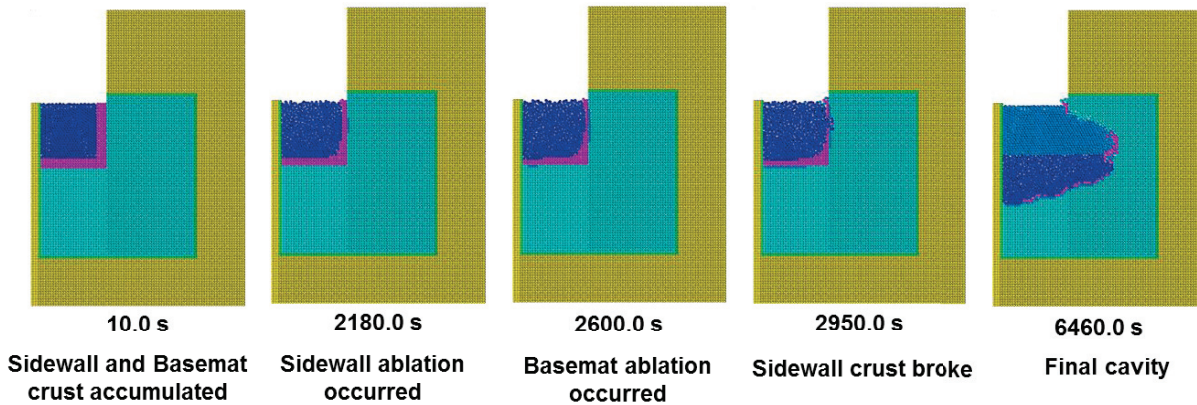 10.0 s
Sidewall and Basemat
crust accumulated
2180.0 s
Sidewall ablation
occurred
2600.0 s
Basemat ablation
occurred
2950.0 s
Sidewall crust broke
6460.0 s
Final cavity